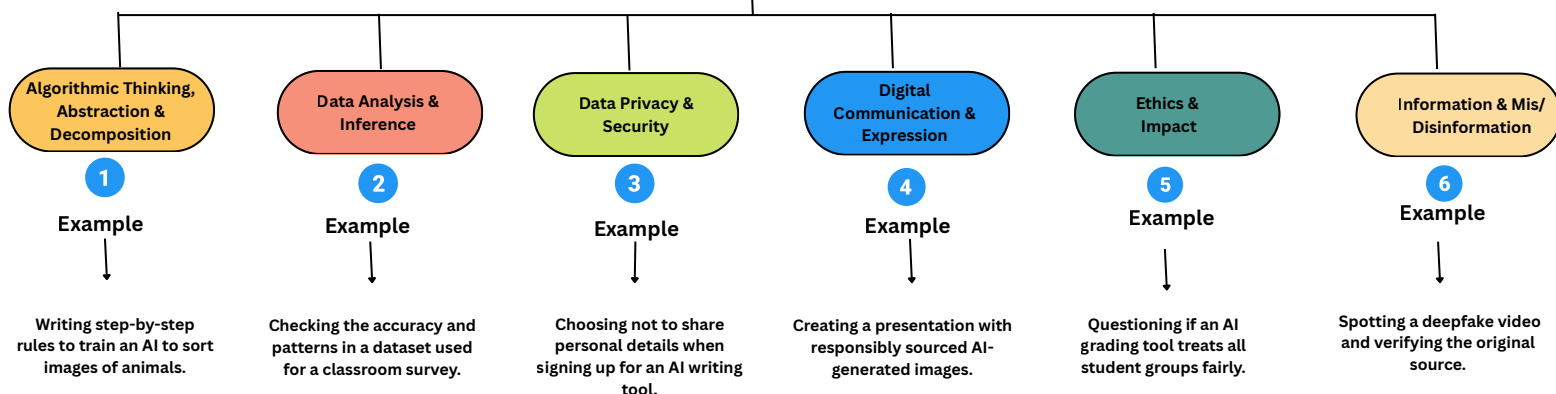 Algorithmic Thinking,
Abstraction &
Decomposition
1
Example
Writing step-by-step
rules to train an AI to sort
images of animals.
Data Analysis &
Inference
2
Example
Checking the accuracy and
patterns in a dataset used
for a classroom survey.
Data Privacy &
Security
3
Example
Choosing not to share
personal details when
signing up for an AI writing
tool.
Digital
Communication &
Expression
4
Example
Creating a presentation with
responsibly sourced AI-
generated images.
Ethics &
Impact
5
Example
Questioning if an AI
grading tool treats all
student groups fairly.
Information & Mis/
Disinformation
6
Example
Spotting a deepfake video
and verifying the original
source.